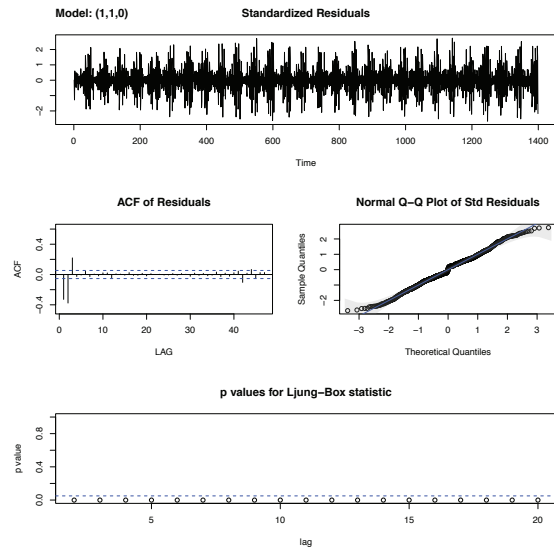 Model: (1,1,0) Standardized Residuals
2
1
0
−2
0 200 400 600 800 1000 1200 1400
Time
ACF of Residuals
ACF
0.4
0.0
−0.4
0 10 20 30 40
LAG
Normal Q−Q Plot of Std Residuals
Sample Quantiles
2
1
0
−2
−3 −2 −1 0 1 2 3
Theoretical Quantiles
p values for Ljung−Box statistic
p value
0.8
0.4
0.0
5 10 15 20
lag